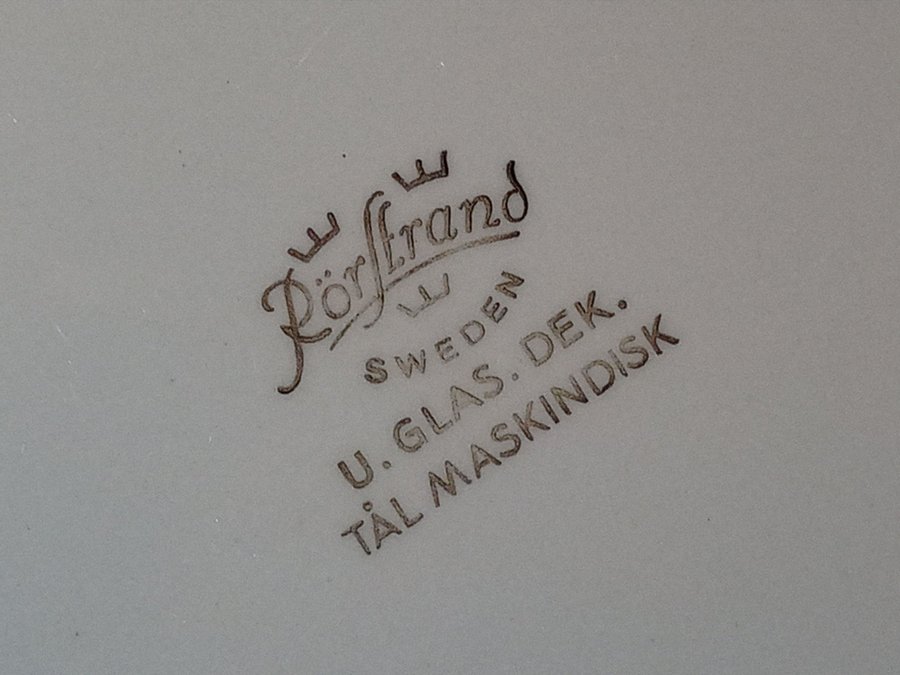 Rörstrand
SWEDEN
U. GLAS. DEK.
TÅL MASKINDISK